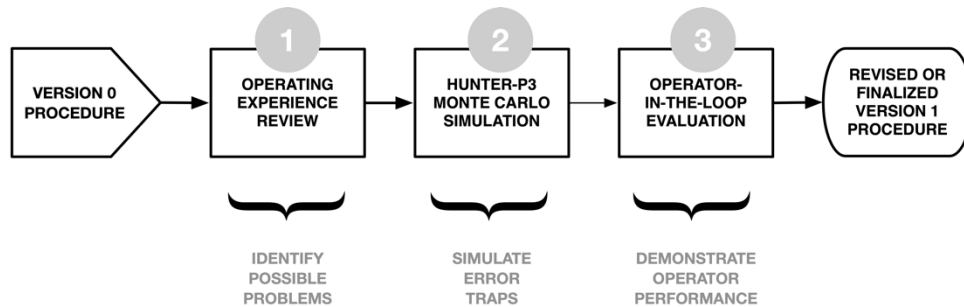 VERSION 0
PROCEDURE
1
OPERATING
EXPERIENCE
REVIEW
2
HUNTER-P3
MONTE CARLO
SIMULATION
3
OPERATOR-
IN-THE-LOOP
EVALUATION
REVISED OR
FINALIZED
VERSION 1
PROCEDURE
IDENTIFY
POSSIBLE
PROBLEMS
SIMULATE
ERROR
TRAPS
DEMONSTRATE
OPERATOR
PERFORMANCE